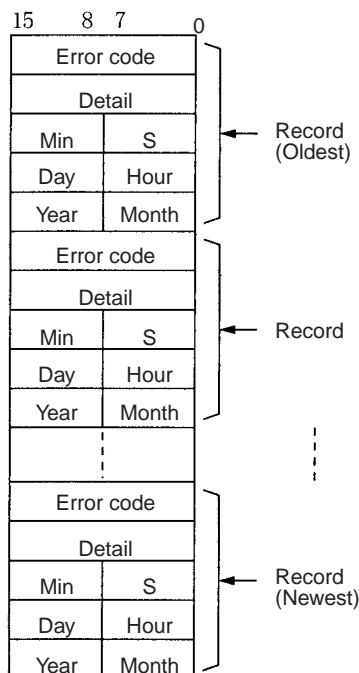 15 8 7 0
Error code
Detail
Min S
Day Hour
Year Month
Record
(Oldest)
Error code
Detail
Min S
Day Hour
Year Month
Record
Error code
Detail
Min S
Day Hour
Year Month
Record
(Newest)